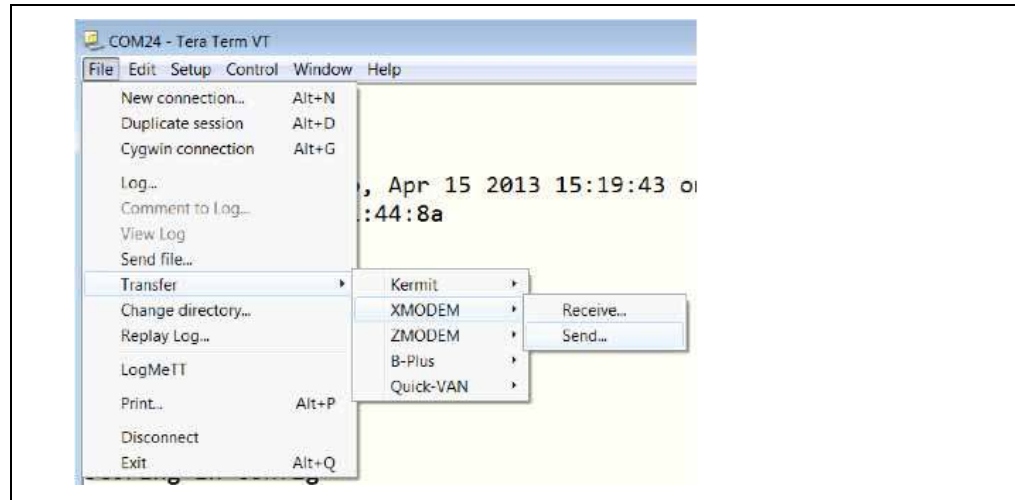 COM24 - Tera Term VT
File Edit Setup Control Window Help
New connection... Alt+N
Duplicate session Alt+D
Cygwin connection Alt+G
Log...
Comment to Log...
View Log
Send file...
Transfer
Change directory...
Replay Log...
LogMeTT
Print... Alt+P
Disconnect
Exit Alt+Q
, Apr 15 2013 15:19:43
:44:8a
Kermit
XMODEM
ZMODEM
B-Plus
Quick-VAN
Receive...
Send...